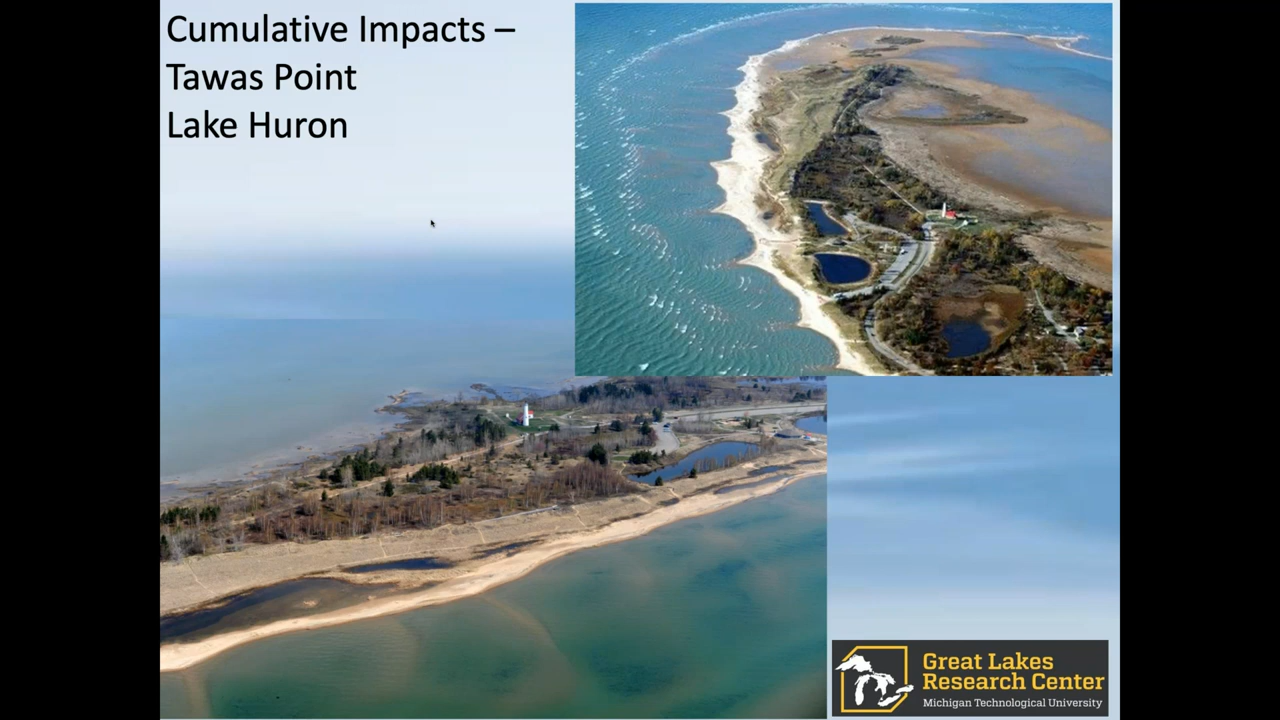 Cumulative Impacts –
Tawas Point
Lake Huron
Great Lakes
Research Center
Michigan Technological University